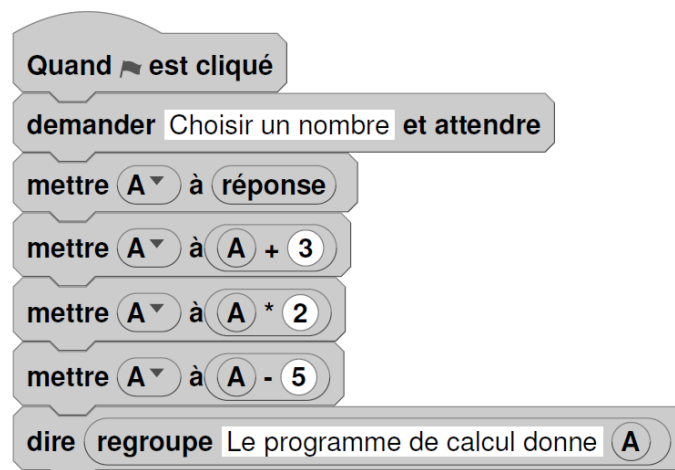 Quand est cliqué
demander Choisir un nombre et attendre
mettre A à réponse
mettre A à A + 3
mettre A à A * 2
mettre A à A - 5
dire regroupe Le programme de calcul donne A